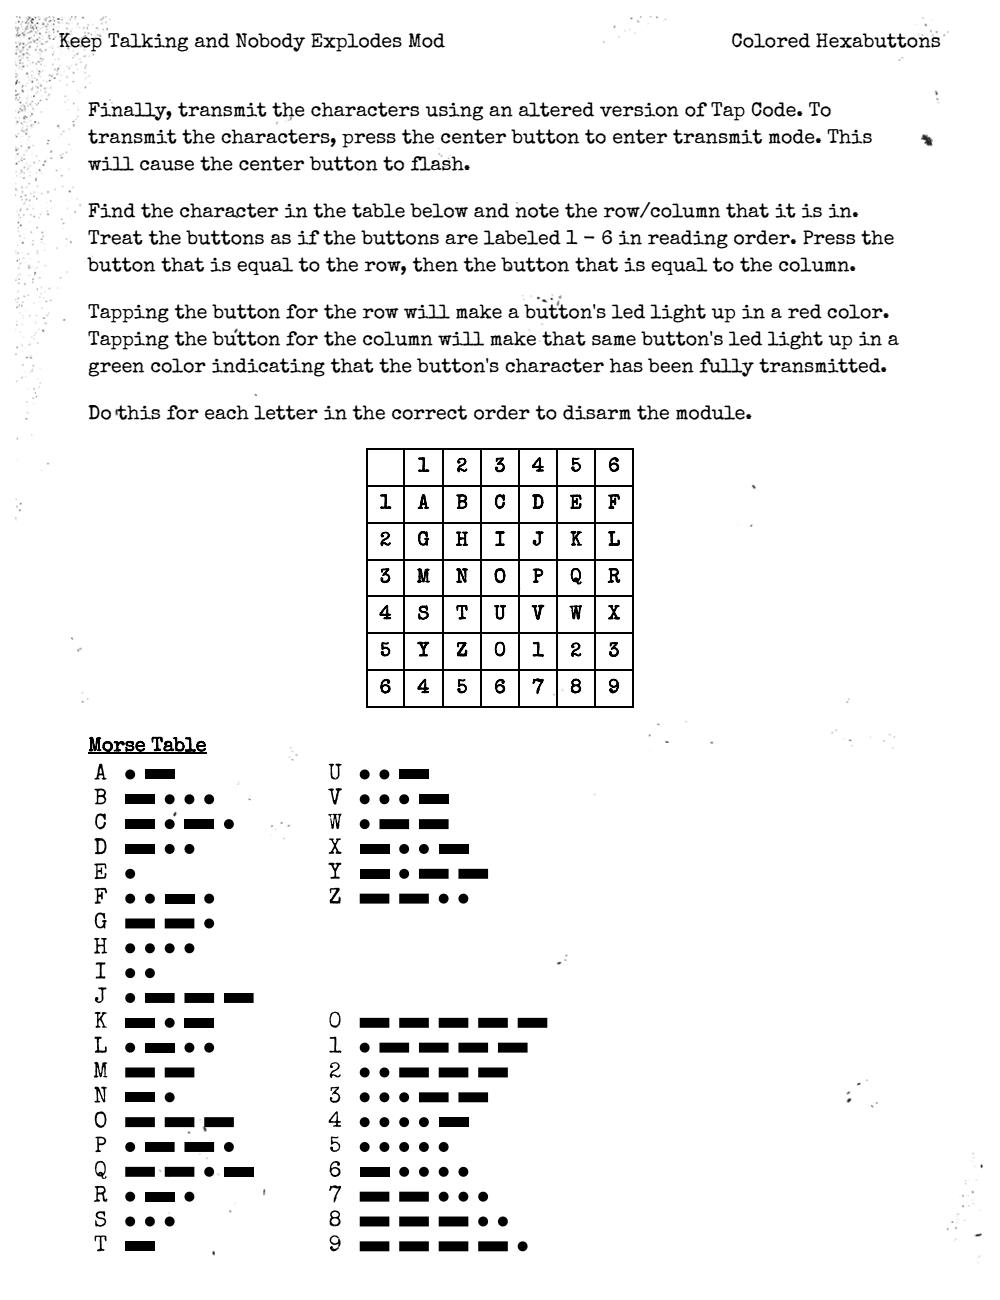 Keep Talking and Nobody Explodes Mod
Colored Hexabuttons
Finally, transmit the characters using an altered version of Tap Code. To
transmit the characters, press the center button to enter transmit mode. This
will cause the center button to flash.
Find the character in the table below and note the row/column that it is in.
Treat the buttons as if the buttons are labeled 1 - 6 in reading order. Press the
button that is equal to the row, then the button that is equal to the column.
Tapping the button for the row will make a button's led light up in a red color.
Tapping the button for the column will make that same button's led light up in a
green color indicating that the button's character has been fully transmitted.
Do this for each letter in the correct order to disarm the module.
1 2 3 4 5 6
1 A B C D E F
2 G H I J K L
3 M N O P Q R
4 S T U V W X
5 Y Z 0 1 2 3
6 4 5 6 7 8 9
Morse Table
A
B
C
D
E
F
G
H
I
J
K
L
M
N
O
P
Q
R
S
T
U
V
W
X
Y
Z
0
1
2
3
4
5
6
7
8
9